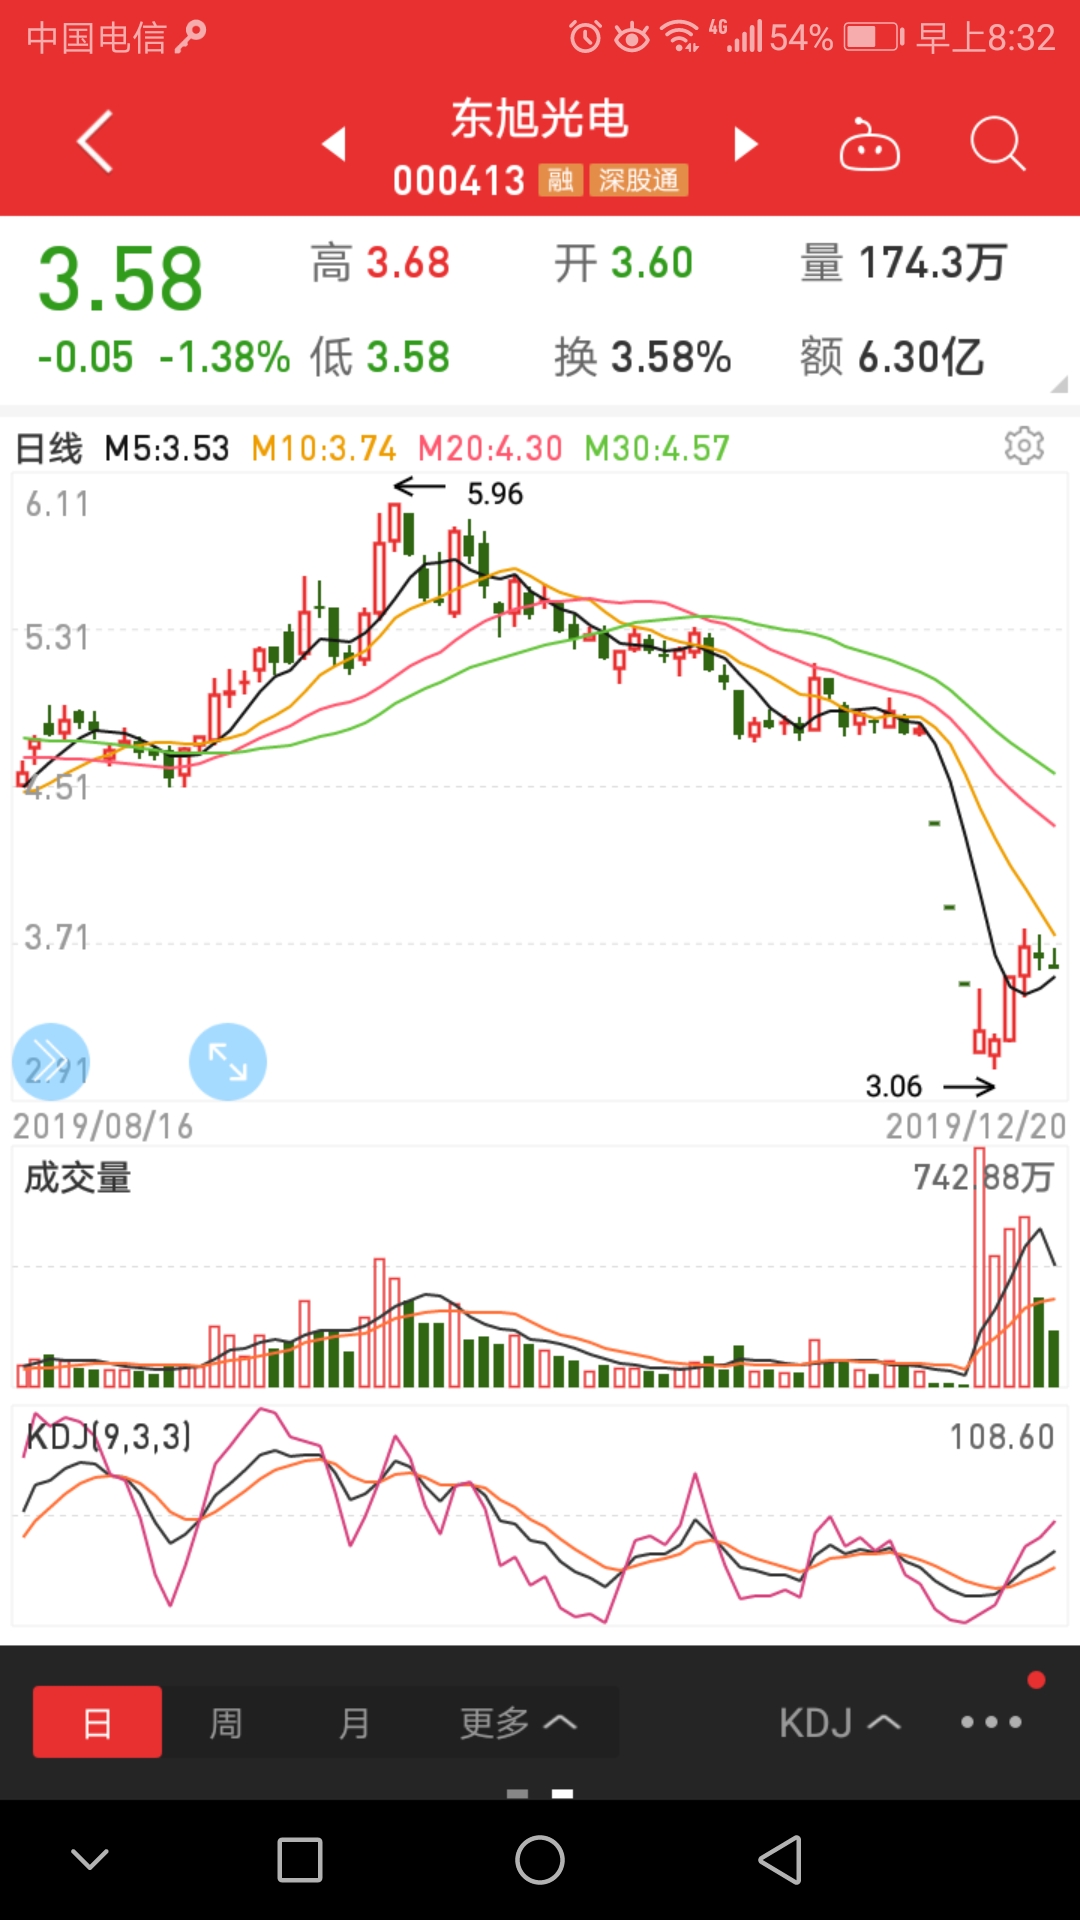 中国电信 4G 54% 早上8:32
东旭光电
000413 融 深股通
3.58 高 3.68 开 3.60 量 174.3万
-0.05 -1.38% 低 3.58 换 3.58% 额 6.30亿
日线 M5:3.53 M10:3.74 M20:4.30 M30:4.57
6.11
5.96
5.31
4.51
3.71
2.91
3.06
2019/08/16 2019/12/20
成交量 742.88万
KDJ(9,3,3) 108.60
日 周 月 更多 KDJ